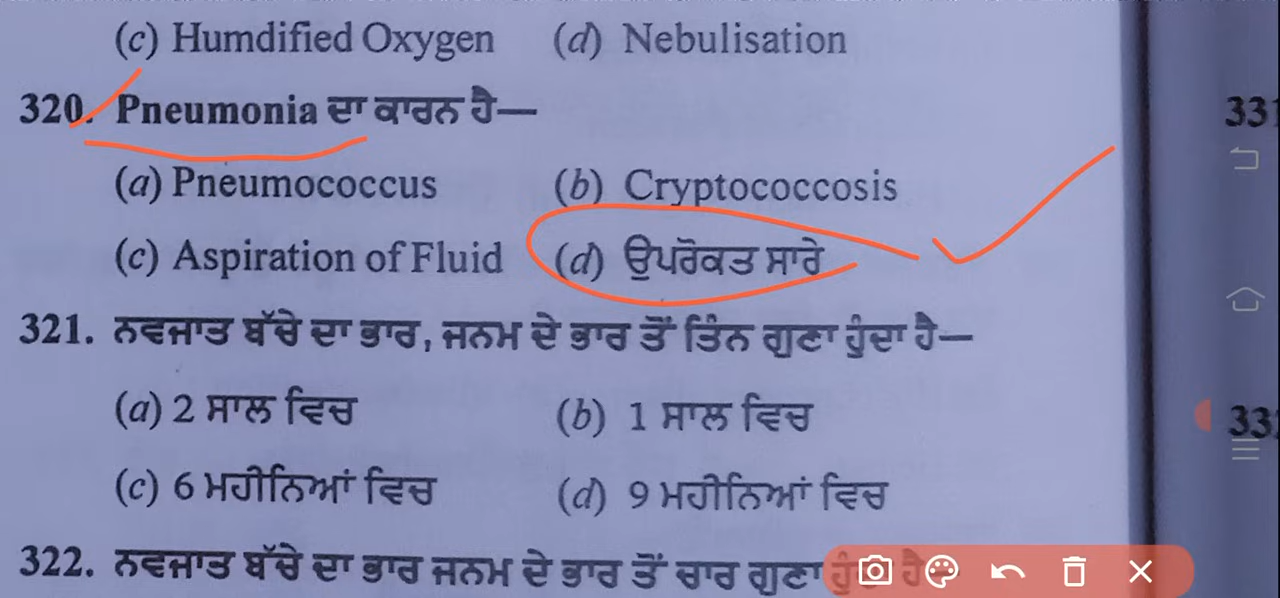 (c) Humdified Oxygen (d) Nebulisation
320. Pneumonia ਦਾ ਕਾਰਨ ਹੈ—
(a) Pneumococcus (b) Cryptococcosis
(c) Aspiration of Fluid (d) ਉਪਰੋਕਤ ਸਾਰੇ
321. ਨਵਜਾਤ ਬੱਚੇ ਦਾ ਭਾਰ, ਜਨਮ ਦੇ ਭਾਰ ਤੋਂ ਤਿੰਨ ਗੁਣਾ ਹੁੰਦਾ ਹੈ—
(a) 2 ਸਾਲ ਵਿਚ (b) 1 ਸਾਲ ਵਿਚ
(c) 6 ਮਹੀਨਿਆਂ ਵਿਚ (d) 9 ਮਹੀਨਿਆਂ ਵਿਚ
322. ਨਵਜਾਤ ਬੱਚੇ ਦਾ ਭਾਰ ਜਨਮ ਦੇ ਭਾਰ ਤੋਂ ਚਾਰ ਗੁਣਾ